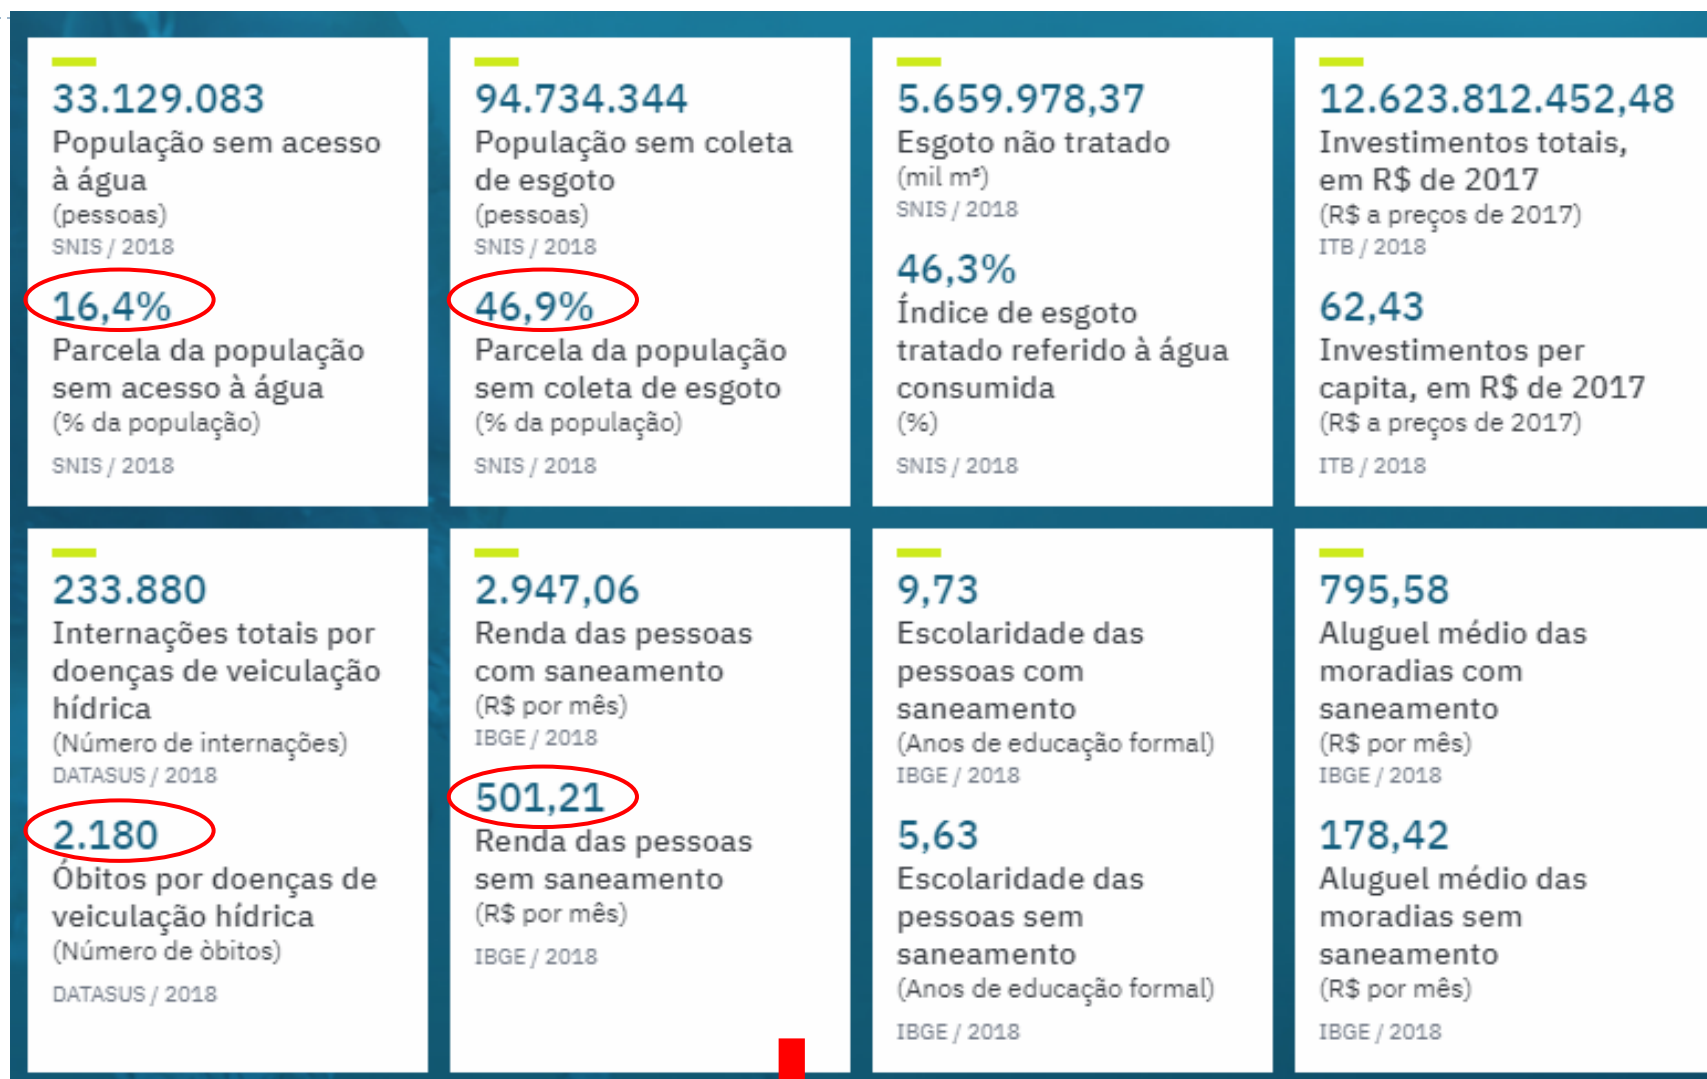 33.129.083
População sem acesso
à água
(pessoas)
SNIS / 2018
16,4%
Parcela da população
sem acesso à água
(% da população)
SNIS / 2018
94.734.344
População sem coleta
de esgoto
(pessoas)
SNIS / 2018
46,9%
Parcela da população
sem coleta de esgoto
(% da população)
SNIS / 2018
5.659.978,37
Esgoto não tratado
(mil m³)
SNIS / 2018
46,3%
Índice de esgoto
tratado referido à água
consumida
(%)
SNIS / 2018
12.623.812.452,48
Investimentos totais,
em R$ de 2017
(R$ a preços de 2017)
ITB / 2018
62,43
Investimentos per
capita, em R$ de 2017
(R$ a preços de 2017)
ITB / 2018
233.880
Internações totais por
doenças de veiculação
hídrica
(Número de internações)
DATASUS / 2018
2.180
Óbitos por doenças de
veiculação hídrica
(Número de òbitos)
DATASUS / 2018
2.947,06
Renda das pessoas
com saneamento
(R$ por mês)
IBGE / 2018
501,21
Renda das pessoas
sem saneamento
(R$ por mês)
IBGE / 2018
9,73
Escolaridade das
pessoas com
saneamento
(Anos de educação formal)
IBGE / 2018
5,63
Escolaridade das
pessoas sem
saneamento
(Anos de educação formal)
IBGE / 2018
795,58
Aluguel médio das
moradias com
saneamento
(R$ por mês)
IBGE / 2018
178,42
Aluguel médio das
moradias sem
saneamento
(R$ por mês)
IBGE / 2018